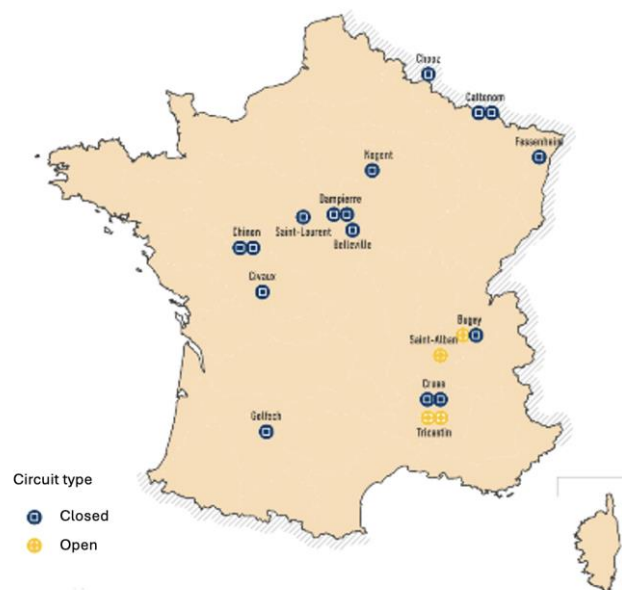 Chooz
Cattenom
Fessenheim
Nogent
Dampierre
Saint-Laurent
Belleville
Chinon
Civaux
Bugey
Saint-Alban
Cruas
Golfech
Tricastin
Circuit type
Closed
Open